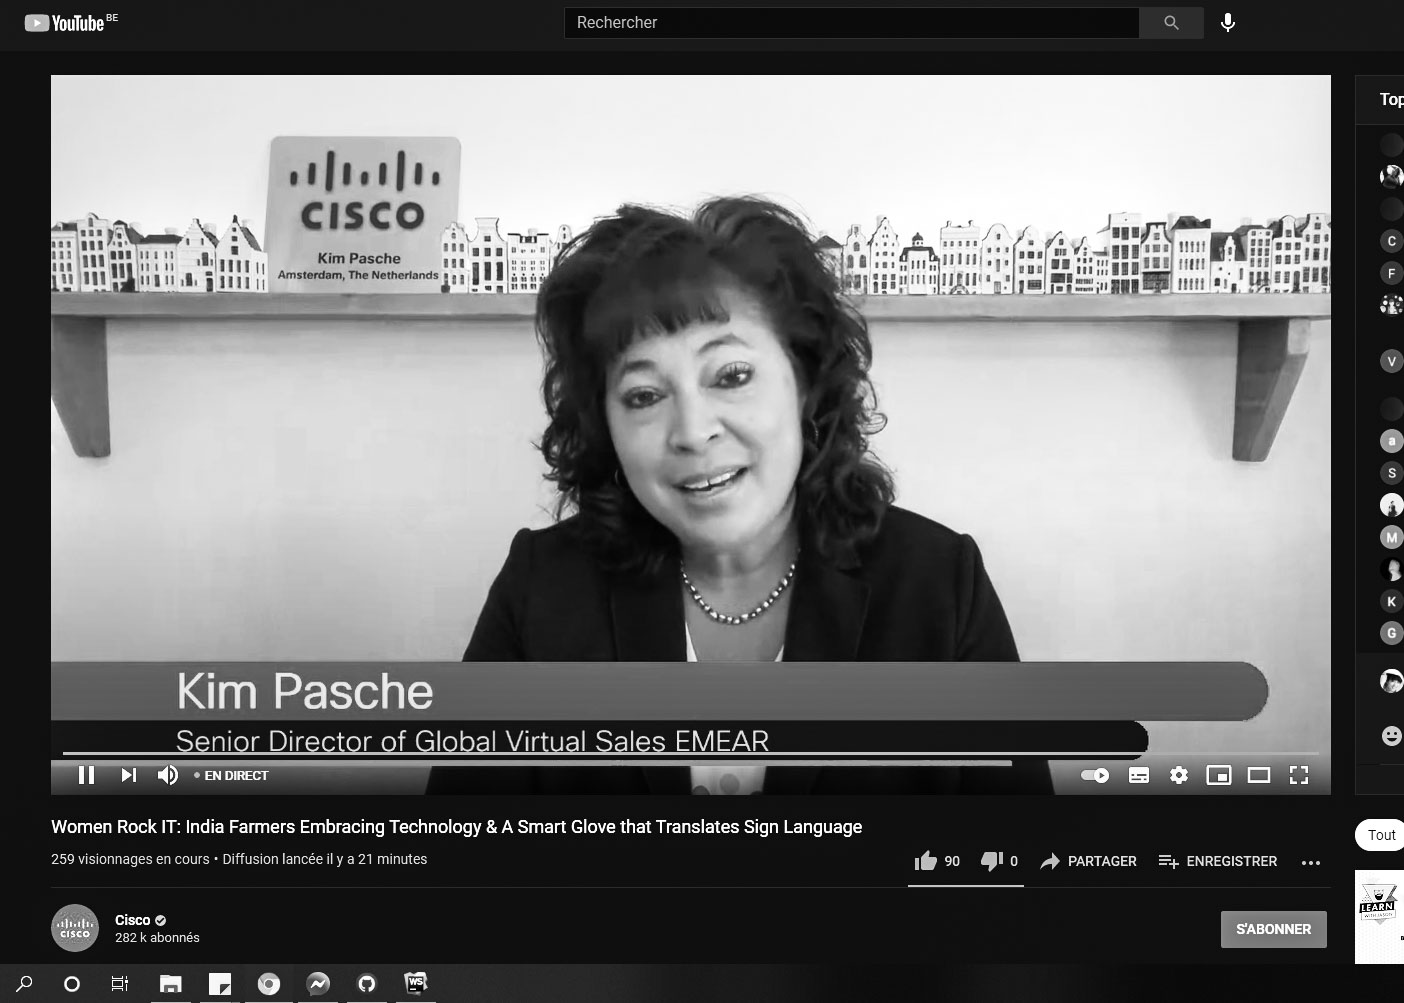 YouTube BE
Rechercher
Top
CISCO
Kim Pasche
Amsterdam, The Netherlands
C
F
V
a
S
M
K
G
Kim Pasche
Senior Director of Global Virtual Sales EMEAR
EN DIRECT
Women Rock IT: India Farmers Embracing Technology & A Smart Glove that Translates Sign Language
Tout
259 visionnages en cours • Diffusion lancée il y a 21 minutes
90
0
PARTAGER
ENREGISTRER
LEARN
CISCO
Cisco
282 k abonnés
S'ABONNER
WS